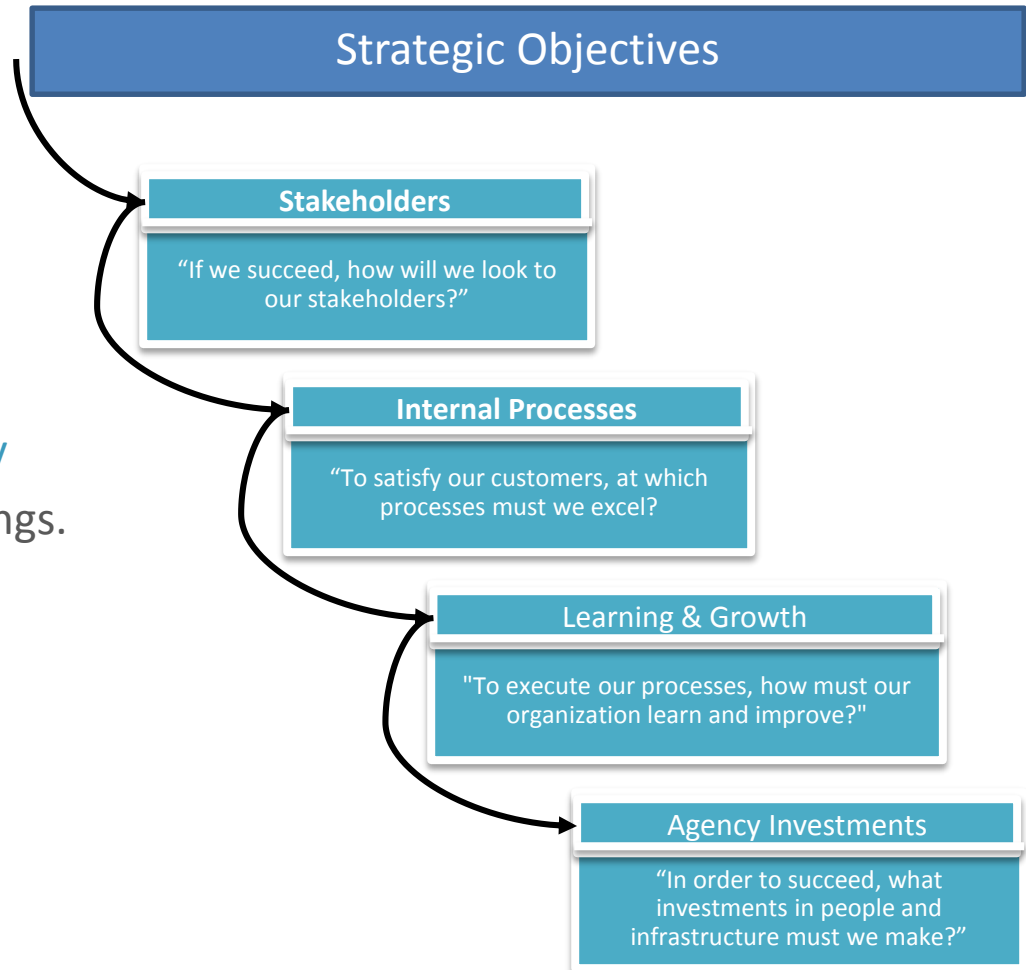 Strategic Objectives
Stakeholders
“If we succeed, how will we look to
our stakeholders?”
Internal Processes
“To satisfy our customers, at which
processes must we excel?
ngs.
Learning & Growth
"To execute our processes, how must our
organization learn and improve?"
Agency Investments
“In order to succeed, what
investments in people and
infrastructure must we make?”